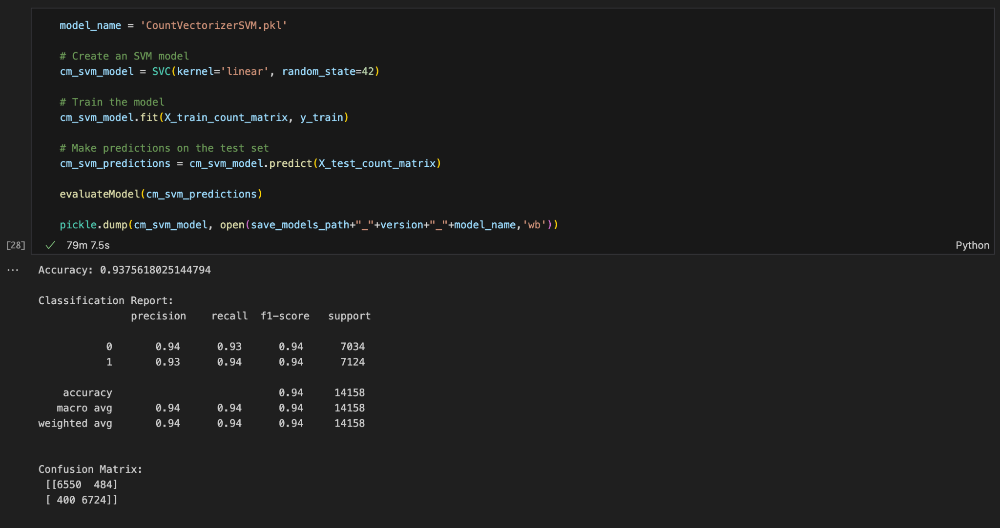 model_name = 'CountVectorizerSVM.pkl'
# Create an SVM model
cm_svm_model = SVC(kernel='linear', random_state=42)
# Train the model
cm_svm_model.fit(X_train_count_matrix, y_train)
# Make predictions on the test set
cm_svm_predictions = cm_svm_model.predict(X_test_count_matrix)
evaluateModel(cm_svm_predictions)
pickle.dump(cm_svm_model, open(save_models_path+"_"+version+"_"+model_name,'wb'))
[28] ✓ 79m 7.5s Python
... Accuracy: 0.9375618025144794
Classification Report:
precision recall f1-score support
0 0.94 0.93 0.94 7034
1 0.93 0.94 0.94 7124
accuracy 0.94 14158
macro avg 0.94 0.94 0.94 14158
weighted avg 0.94 0.94 0.94 14158
Confusion Matrix:
[[6550 484]
[ 400 6724]]